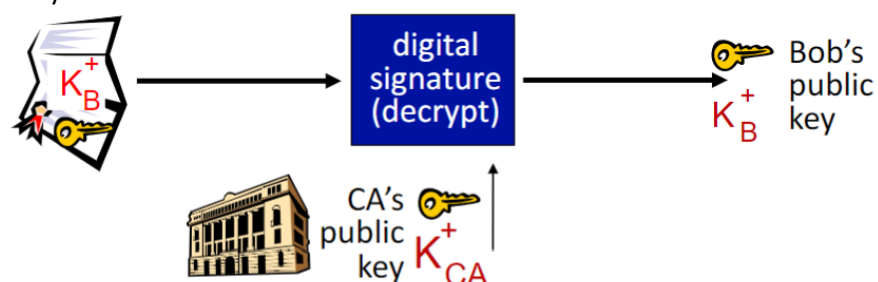 K+B
digital
signature
(decrypt)
Bob's
public
key
K+B
CA's
public
key
K+CA